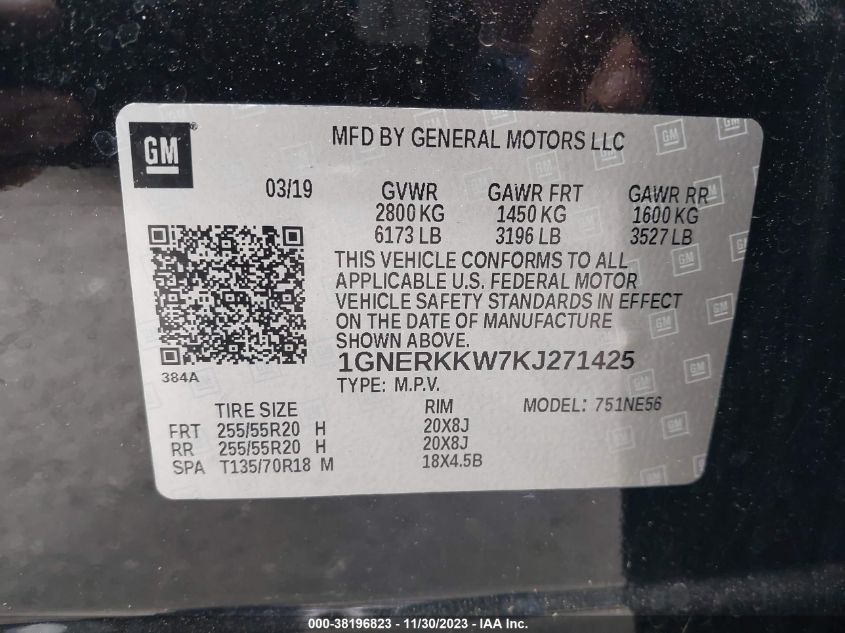 GM
MFD BY GENERAL MOTORS LLC
03/19 GVWR GAWR FRT GAWR RR
2800 KG 1450 KG 1600 KG
6173 LB 3196 LB 3527 LB
THIS VEHICLE CONFORMS TO ALL
APPLICABLE U.S. FEDERAL MOTOR
VEHICLE SAFETY STANDARDS IN EFFECT
ON THE DATE OF MANUFACTURE
SHOWN ABOVE.
384A
1GNERKKW7KJ271425
TYPE: M.P.V.
TIRE SIZE RIM MODEL: 751NE56
FRT 255/55R20 H 20X8J
RR 255/55R20 H 20X8J
SPA T135/70R18 M 18X4.5B
000-38196823 - 11/30/2023 - IAA Inc.